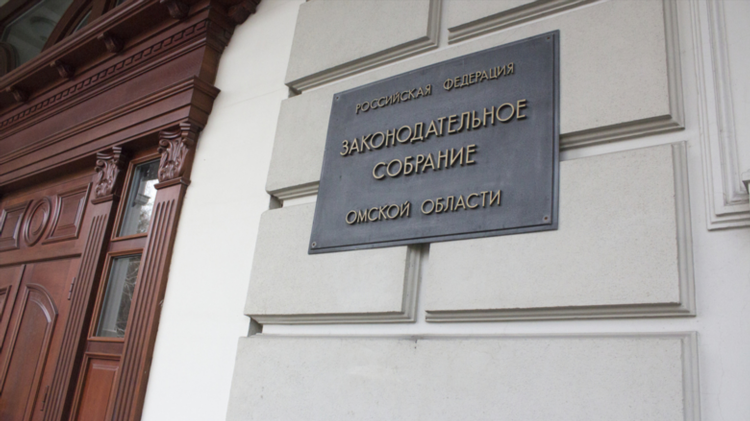 РОССИЙСКАЯ ФЕДЕРАЦИЯ
ЗАКОНОДАТЕЛЬНОЕ
СОБРАНИЕ
ОМСКОЙ ОБЛАСТИ